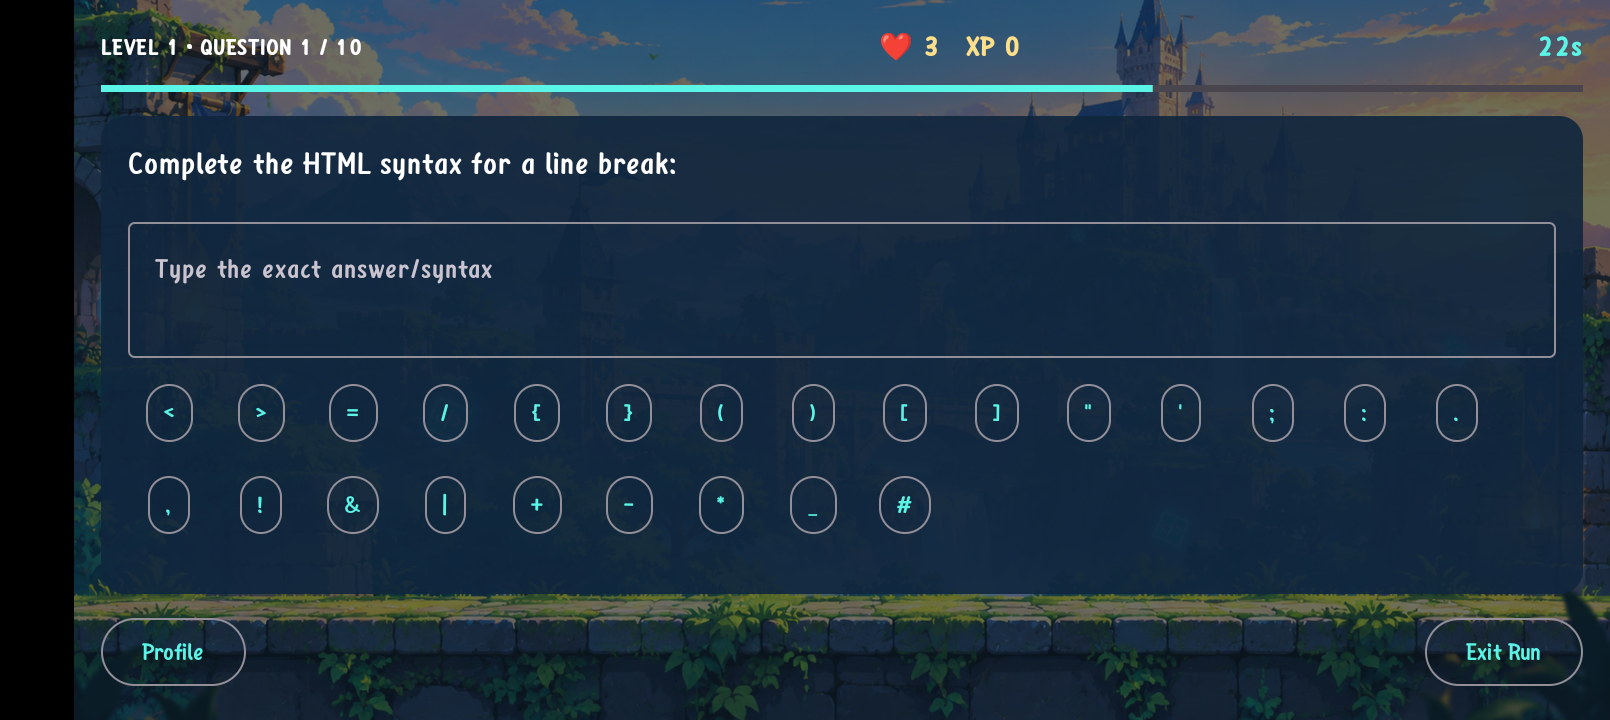 LEVEL 1 • QUESTION 1 / 10
❤️ 3 XP 0
22s
Complete the HTML syntax for a line break:
Type the exact answer/syntax
< > = / { } ( ) [ ] " ' ; : .
, ! & | + - * _ #
Profile
Exit Run